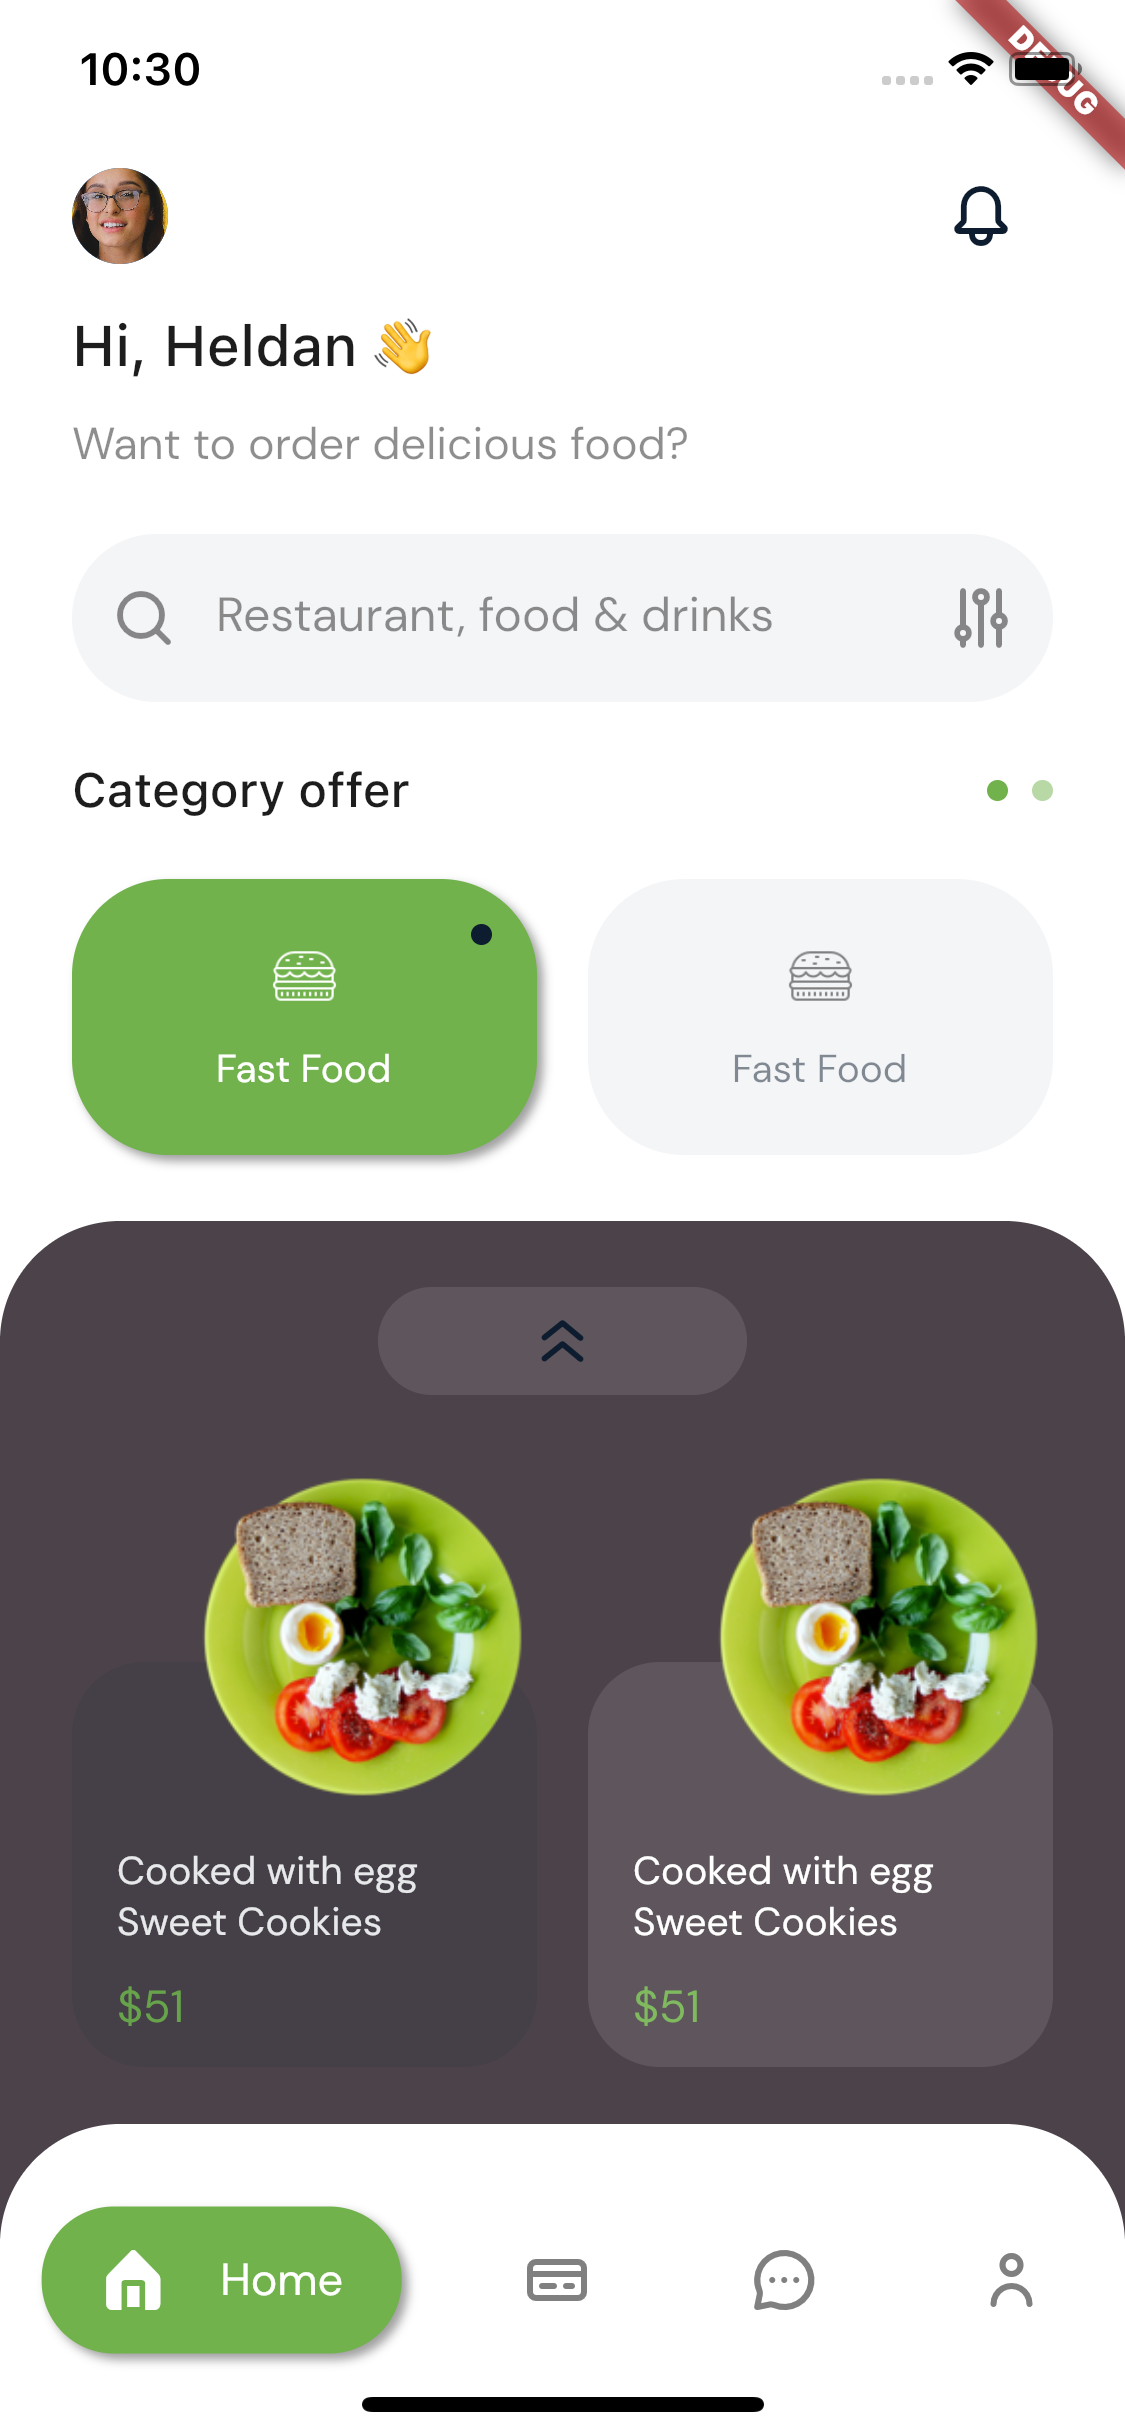 10:30
DEBUG
Hi, Heldan 👋
Want to order delicious food?
Restaurant, food & drinks
Category offer
Fast Food
Fast Food
Cooked with egg
Sweet Cookies
$51
Cooked with egg
Sweet Cookies
$51
Home